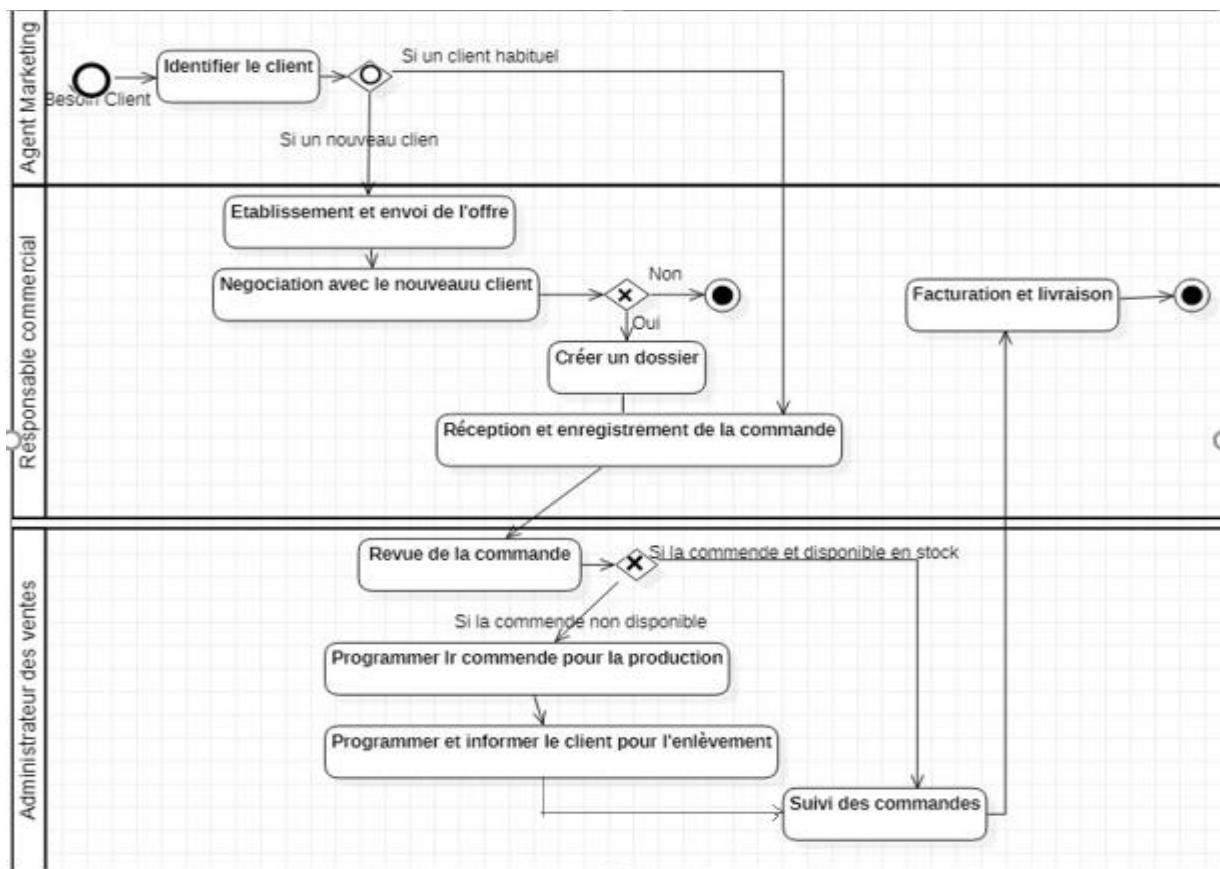 Agent Marketing
Besoin Client
Identifier le client
Si un client habituel
Si un nouveau clien
Responsable commercial
Etablissement et envoi de l'offre
Negociation avec le nouveauu client
Non
Oui
Créer un dossier
Réception et enregistrement de la commande
Facturation et livraison
Administrateur des ventes
Revue de la commande
Si la commende et disponible en stock
Si la commende non disponible
Programmer lr commende pour la production
Programmer et informer le client pour l'enlèvement
Suivi des commandes